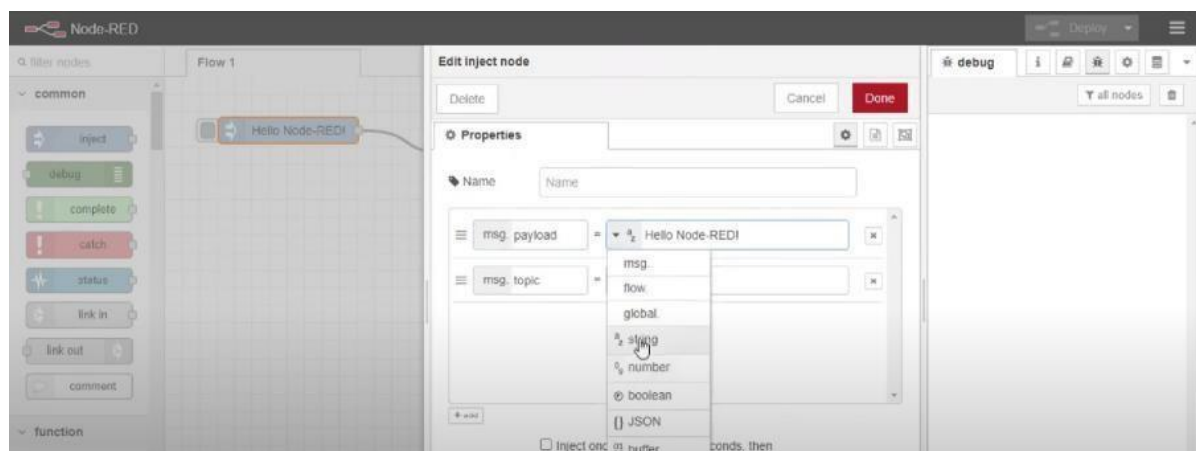 Node-RED
Deploy
filter nodes
Flow 1
Edit inject node
debug
common
Delete
Cancel
Done
all nodes
inject
Hello Node-RED!
Properties
debug
Name
Name
complete
msg. payload
=
Hello Node-RED!
catch
msg.
status
msg. topic
=
flow.
link in
global.
string
link out
number
comment
boolean
add
{} JSON
function
Inject
buffer
conds, then